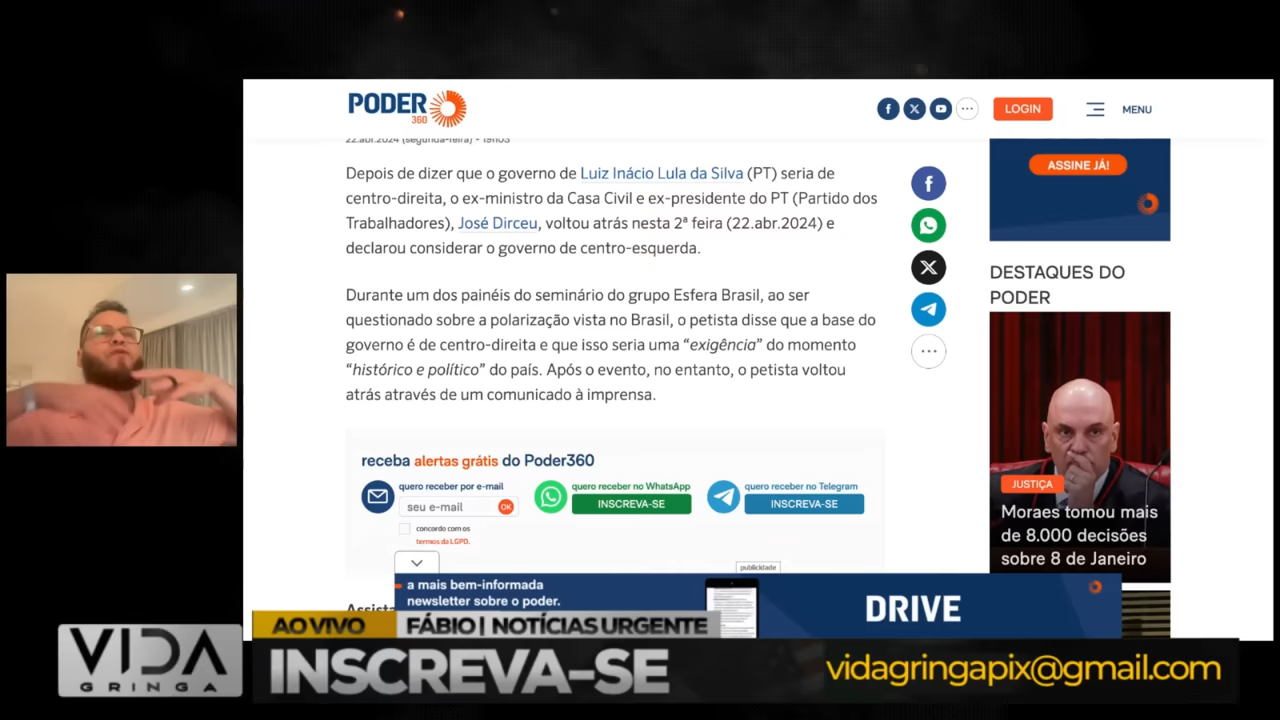 PODER
360
LOGIN
MENU
22.abr.2024 (segunda-feira) - 19h03
Depois de dizer que o governo de Luiz Inácio Lula da Silva (PT) seria de
centro-direita, o ex-ministro da Casa Civil e ex-presidente do PT (Partido dos
Trabalhadores), José Dirceu, voltou atrás nesta 2ª feira (22.abr.2024) e
declarou considerar o governo de centro-esquerda.
Durante um dos painéis do seminário do grupo Esfera Brasil, ao ser
questionado sobre a polarização vista no Brasil, o petista disse que a base do
governo é de centro-direita e que isso seria uma “exigência” do momento
“histórico e político” do país. Após o evento, no entanto, o petista voltou
atrás através de um comunicado à imprensa.
ASSINE JÁ!
DESTAQUES DO
PODER
JUSTIÇA
Moraes tomou mais
de 8.000 decisões
sobre 8 de Janeiro
receba alertas grátis do Poder360
quero receber por e-mail
seu e-mail
OK
concordo com os
termos da LGPD.
quero receber no WhatsApp
INSCREVA-SE
quero receber no Telegram
INSCREVA-SE
publicidade
a mais bem-informada
newsletter sobre o poder.
DRIVE
Assista
AO VIVO
FÁBIO | NOTÍCIAS URGENTE
VIDA
GRINGA
INSCREVA-SE
vidagringapix@gmail.com